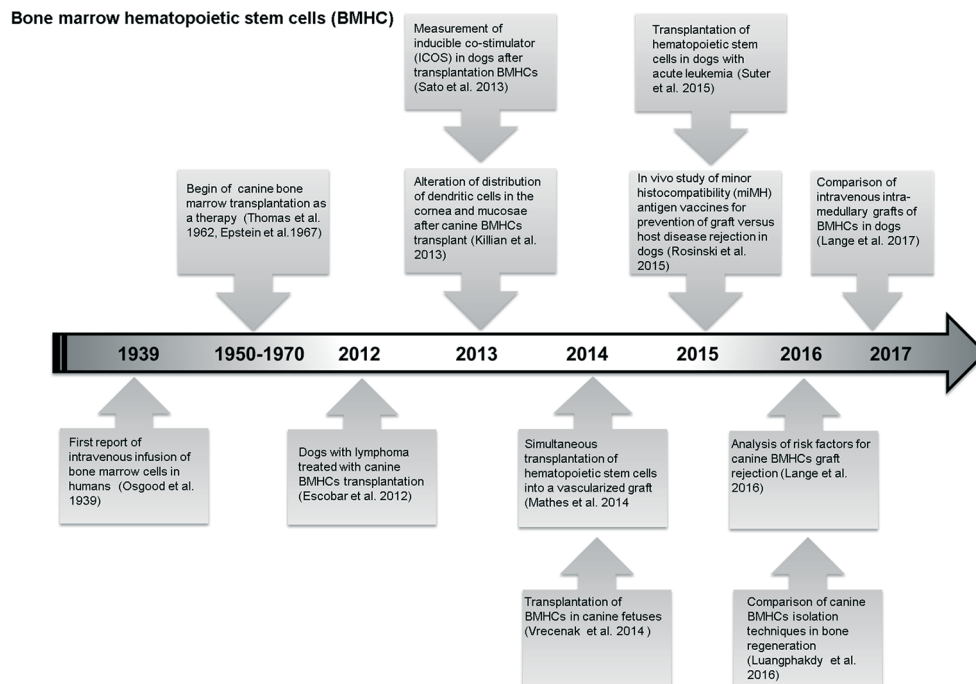 Bone marrow hematopoietic stem cells (BMHC)
Measurement of
inducible co-stimulator
(ICOS) in dogs after
transplantation BMHCs
(Sato et al. 2013)
Transplantation of
hematopoietic stem
cells in dogs with
acute leukemia (Suter
et al. 2015)
Begin of canine bone
marrow transplantation as
a therapy (Thomas et al.
1962, Epstein et al.1967)
Alteration of distribution
of dendritic cells in the
cornea and mucosae
after canine BMHCs
transplant (Killian et al.
2013)
In vivo study of minor
histocompatibility (miMH)
antigen vaccines for
prevention of graft versus
host disease rejection in
dogs (Rosinski et al.
2015)
Comparison of
intravenous intra-
medullary grafts of
BMHCs in dogs
(Lange et al. 2017)
1939 1950-1970 2012 2013 2014 2015 2016 2017
First report of
intravenous infusion of
bone marrow cells in
humans (Osgood et al.
1939)
Dogs with lymphoma
treated with canine
BMHCs transplantation
(Escobar et al. 2012)
Simultaneous
transplantation of
hematopoietic stem cells
into a vascularized graft
(Mathes et al. 2014
Analysis of risk factors for
canine BMHCs graft
rejection (Lange et al.
2016)
Transplantation of
BMHCs in canine fetuses
(Vrecenak et al. 2014 )
Comparison of canine
BMHCs isolation
techniques in bone
regeneration
(Luangphakdy et al.
2016)